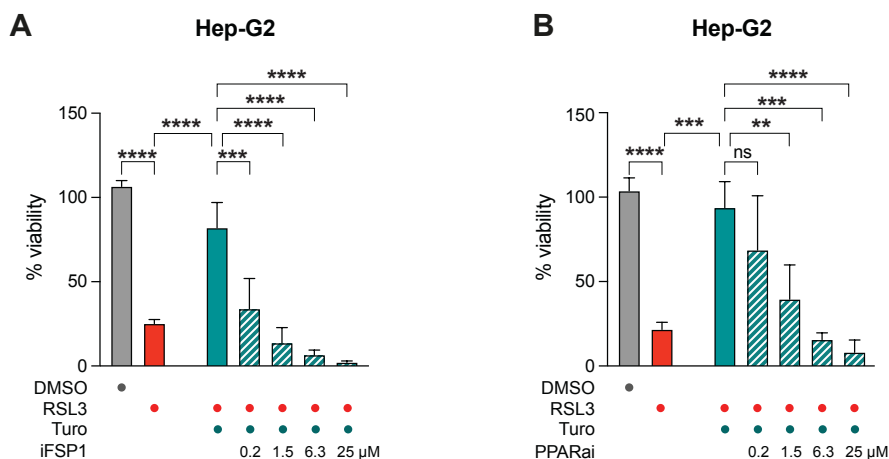 A
Hep-G2
****
****
****
****
****
***
150
100
50
0
% viability
DMSO
RSL3
Turo
iFSP1 0.2 1.5 6.3 25 μM
B
Hep-G2
****
***
***
**
****
ns
150
100
50
0
% viability
DMSO
RSL3
Turo
PPARai 0.2 1.5 6.3 25 μM